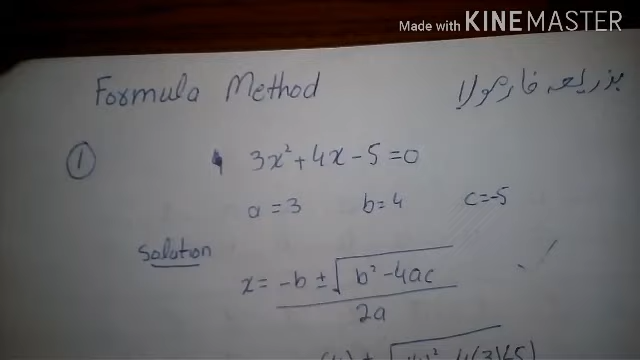 Made with KINEMASTER
Formula Method بذریعہ فارمولا
① 3x² + 4x - 5 = 0
a = 3 b = 4 c = -5
Solution
x = -b ± √(b² - 4ac) / 2a